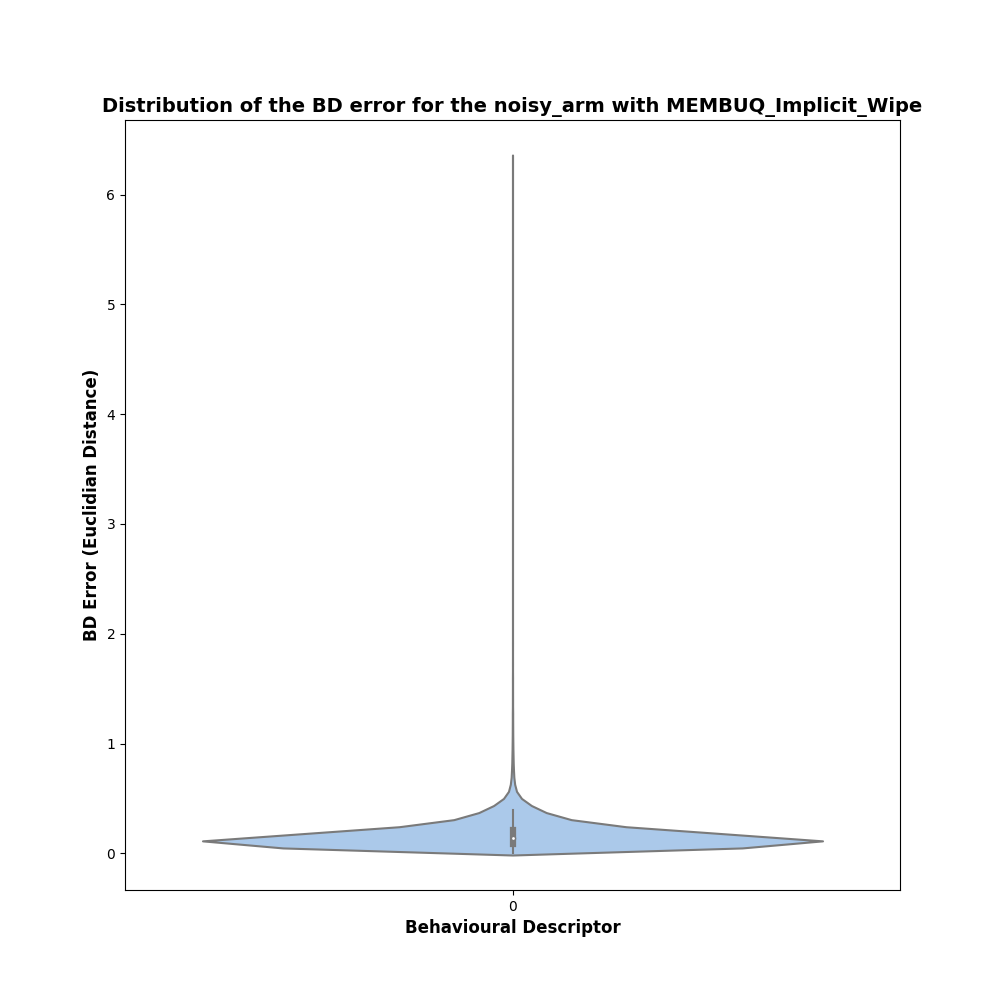 Distribution of the BD error for the noisy_arm with MEMBUQ_Implicit_Wipe
6
5
4
3
2
1
0
BD Error (Euclidian Distance)
0
Behavioural Descriptor